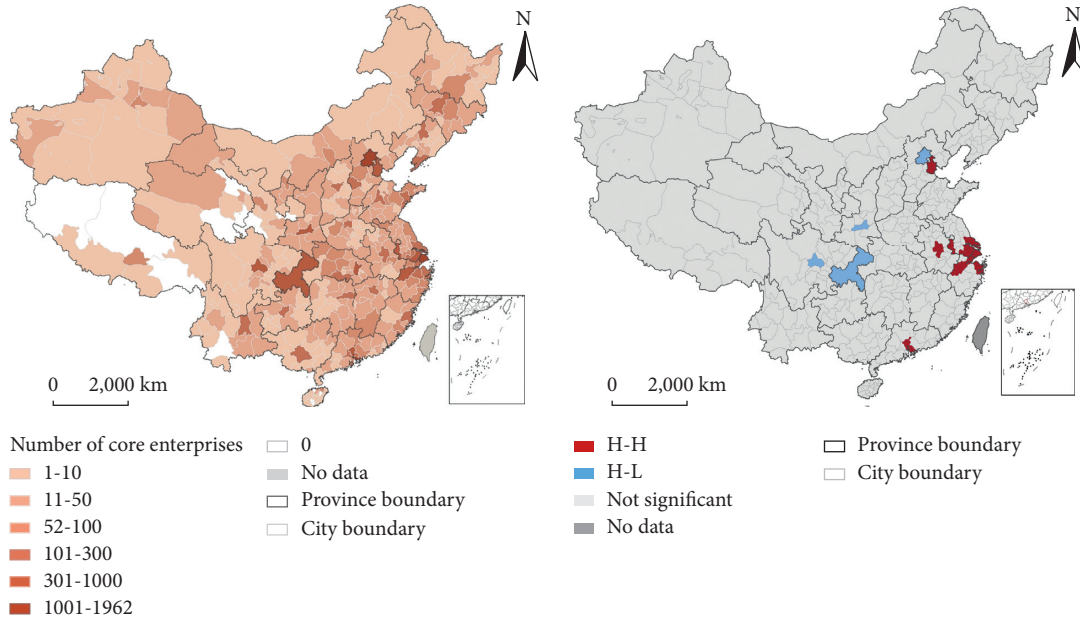 N
0 2,000 km
Number of core enterprises
1-10
11-50
52-100
101-300
301-1000
1001-1962
0
No data
Province boundary
City boundary
N
0 2,000 km
H-H
H-L
Not significant
No data
Province boundary
City boundary